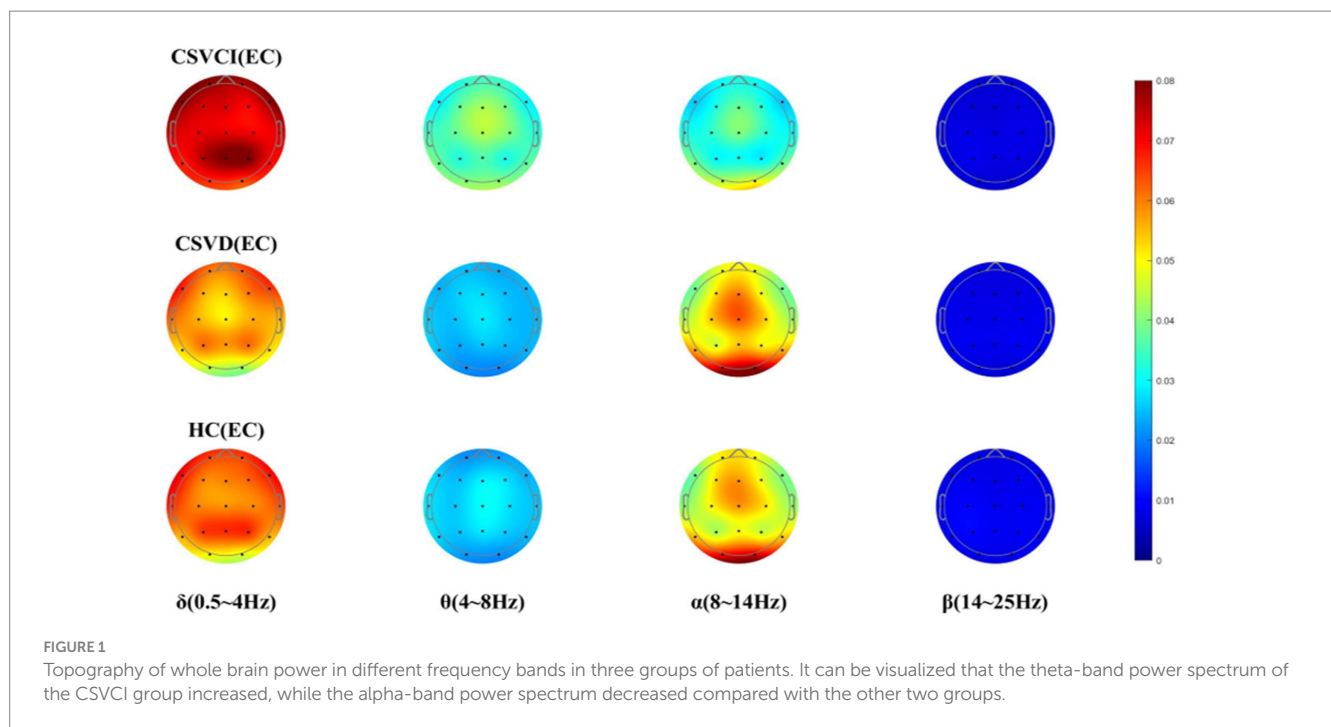 CSVCI(EC)
0.08
0.07
0.06
CSVD(EC)
0.05
0.04
0.03
HC(EC)
0.02
0.01
0
δ(0.5~4Hz)
θ(4~8Hz)
α(8~14Hz)
β(14~25Hz)
FIGURE 1
Topography of whole brain power in different frequency bands in three groups of patients. It can be visualized that the theta-band power spectrum of
the CSVCI group increased, while the alpha-band power spectrum decreased compared with the other two groups.